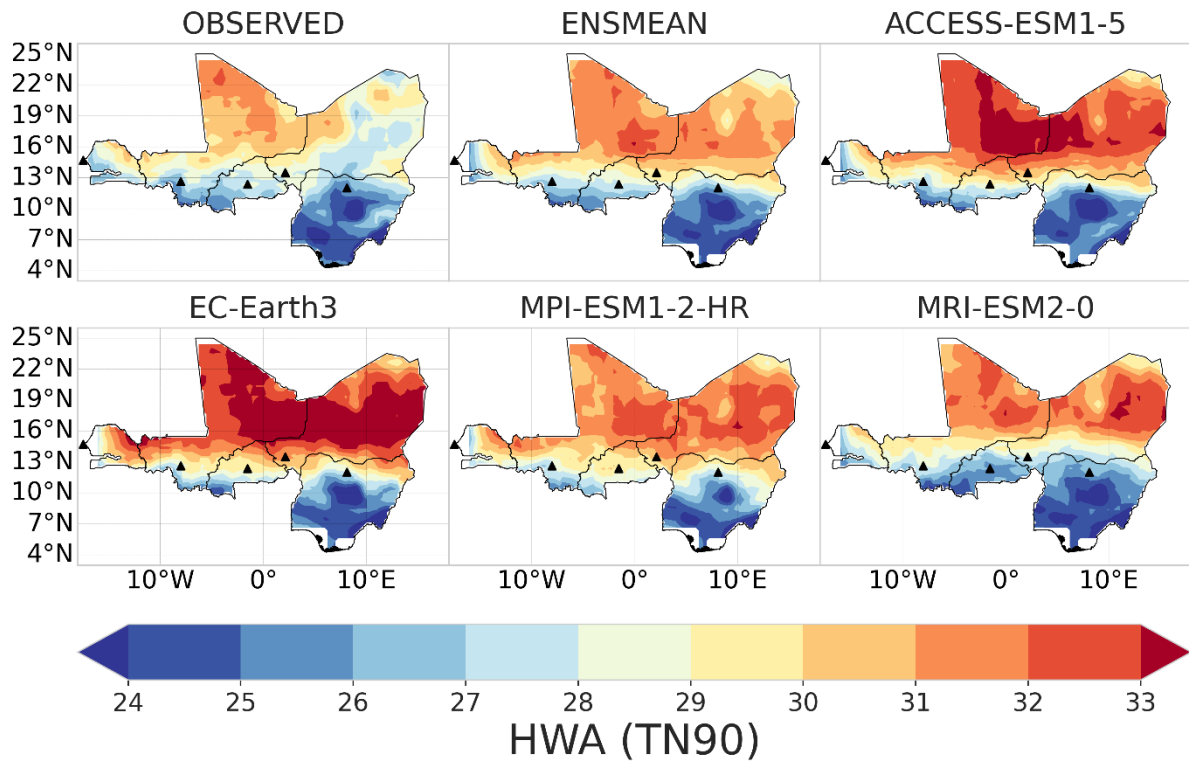 OBSERVED ENSMEAN ACCESS-ESM1-5
25°N
22°N
19°N
16°N
13°N
10°N
7°N
4°N
EC-Earth3 MPI-ESM1-2-HR MRI-ESM2-0
25°N
22°N
19°N
16°N
13°N
10°N
7°N
4°N
10°W 0° 10°E 10°W 0° 10°E 10°W 0° 10°E
24 25 26 27 28 29 30 31 32 33
HWA (TN90)